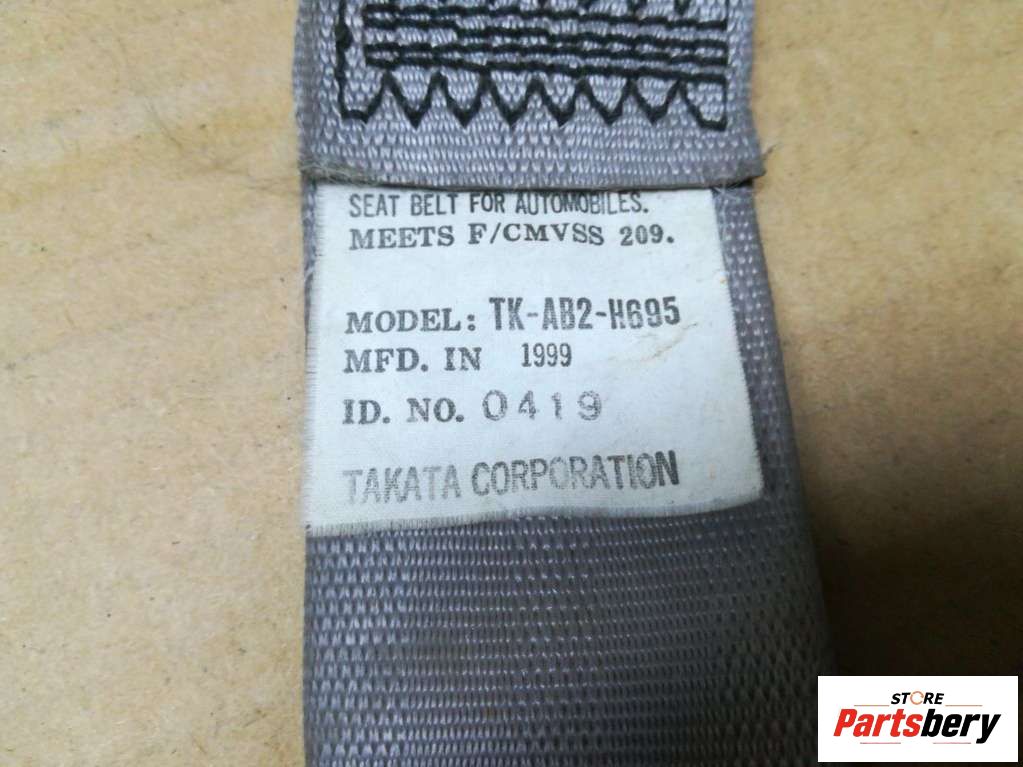 SEAT BELT FOR AUTOMOBILES.
MEETS F/CMVSS 209.
MODEL: TK-AB2-H695
MFD. IN 1999
ID. NO. 0419
TAKATA CORPORATION
STORE
Partsbery